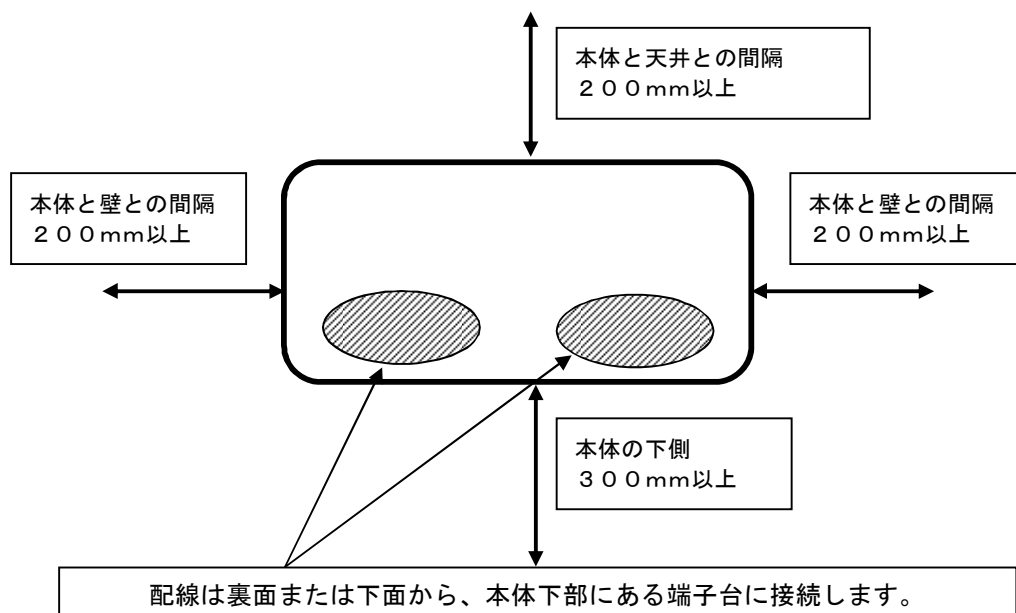 本体と天井との間隔
２００ｍｍ以上
本体と壁との間隔
２００ｍｍ以上
本体と壁との間隔
２００ｍｍ以上
本体の下側
３００ｍｍ以上
配線は裏面または下面から、本体下部にある端子台に接続します。